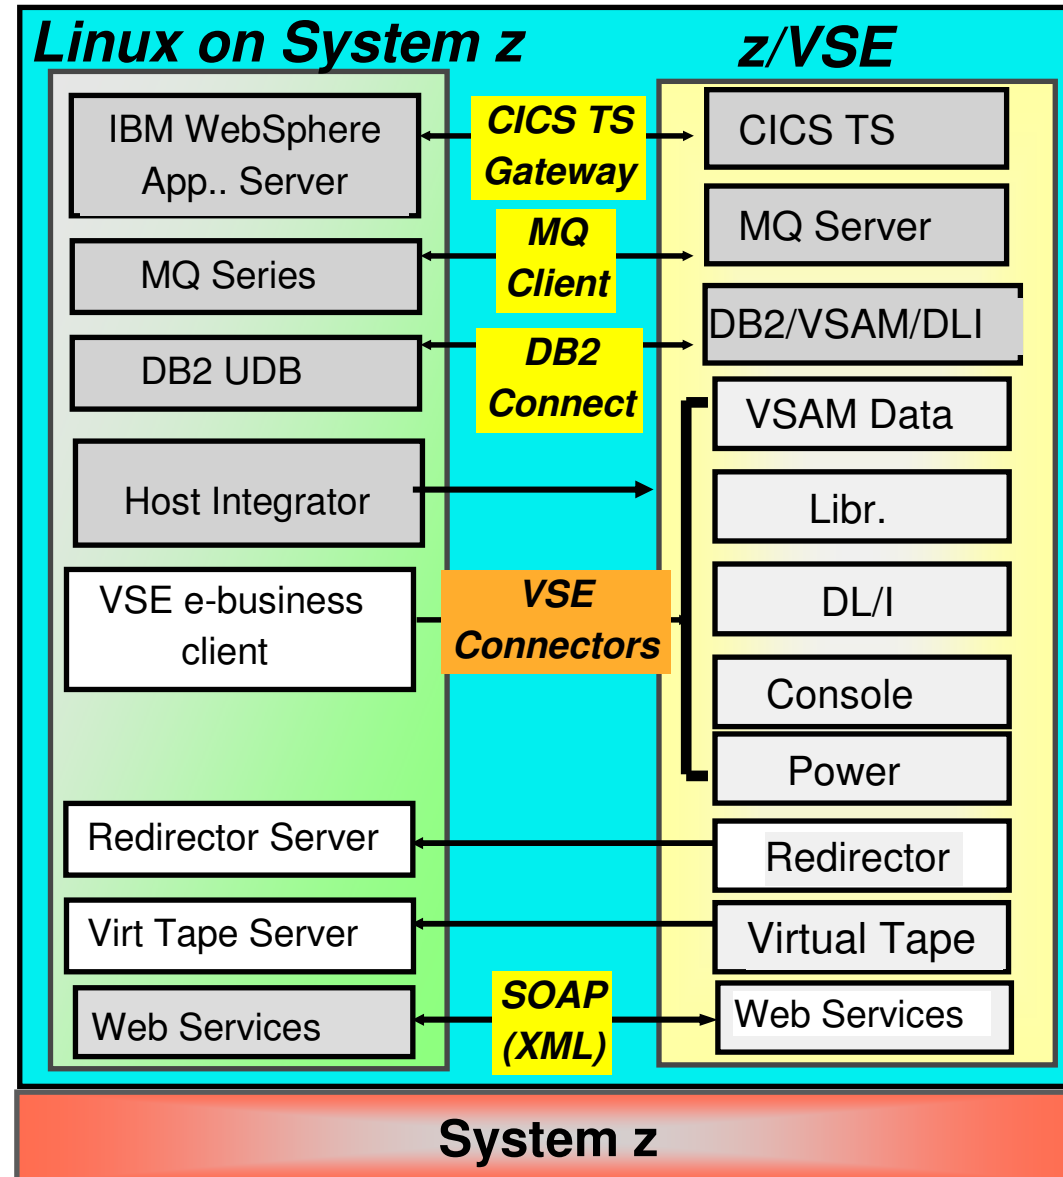 Linux on System z
z/VSE
IBM WebSphere
App.. Server
CICS TS
Gateway
CICS TS
MQ Series
MQ
Client
MQ Server
DB2 UDB
DB2
Connect
DB2/VSAM/DLI
Host Integrator
VSE e-business
client
VSE
Connectors
VSAM Data
Libr.
DL/I
Console
Power
Redirector Server
Redirector
Virt Tape Server
Virtual Tape
Web Services
SOAP
(XML)
Web Services
System z